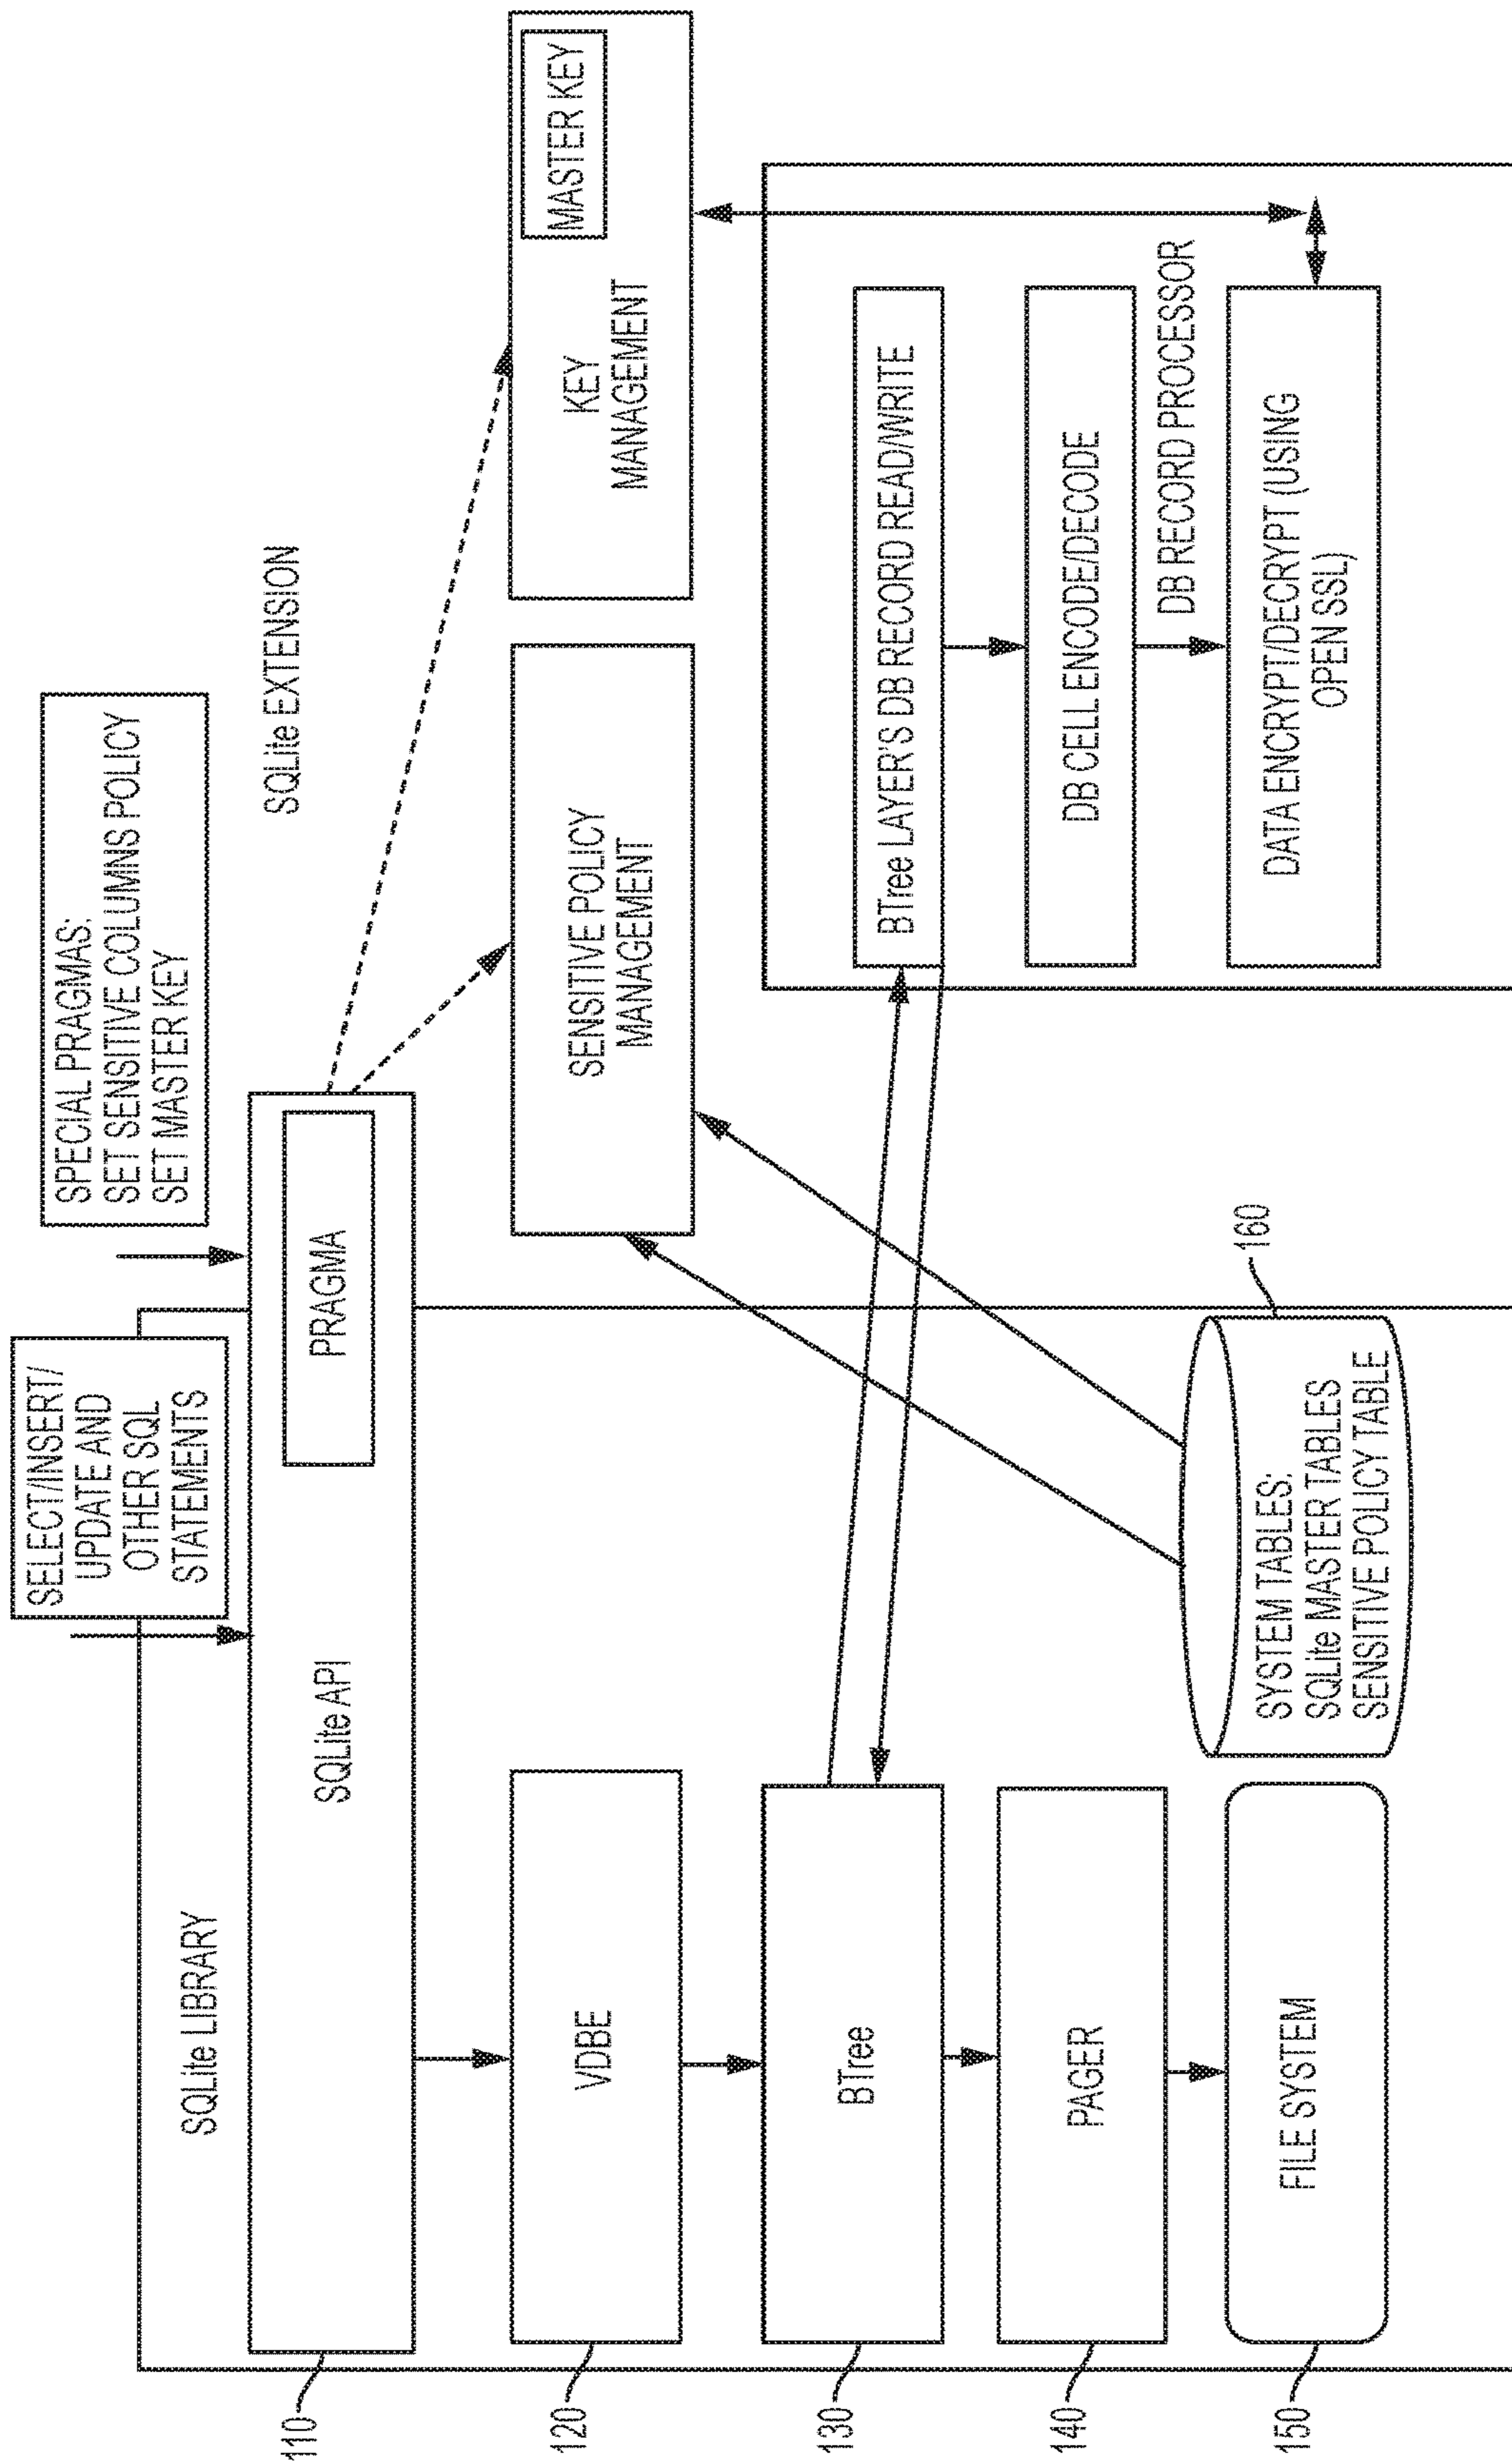 SELECT/INSERT/
UPDATE AND
OTHER SQL
STATEMENTS
SPECIAL PRAGMAS:
SET SENSITIVE COLUMNS POLICY
SET MASTER KEY
SQLite LIBRARY
SQLite EXTENSION
110
SQLite API
PRAGMA
120
VDBE
SENSITIVE POLICY
MANAGEMENT
KEY
MANAGEMENT
MASTER KEY
130
BTree
BTree LAYER'S DB RECORD READ/WRITE
140
PAGER
DB CELL ENCODE/DECODE
DB RECORD PROCESSOR
150
FILE SYSTEM
160
SYSTEM TABLES:
SQLite MASTER TABLES
SENSITIVE POLICY TABLE
DATA ENCRYPT/DECRYPT (USING
OPEN SSL)